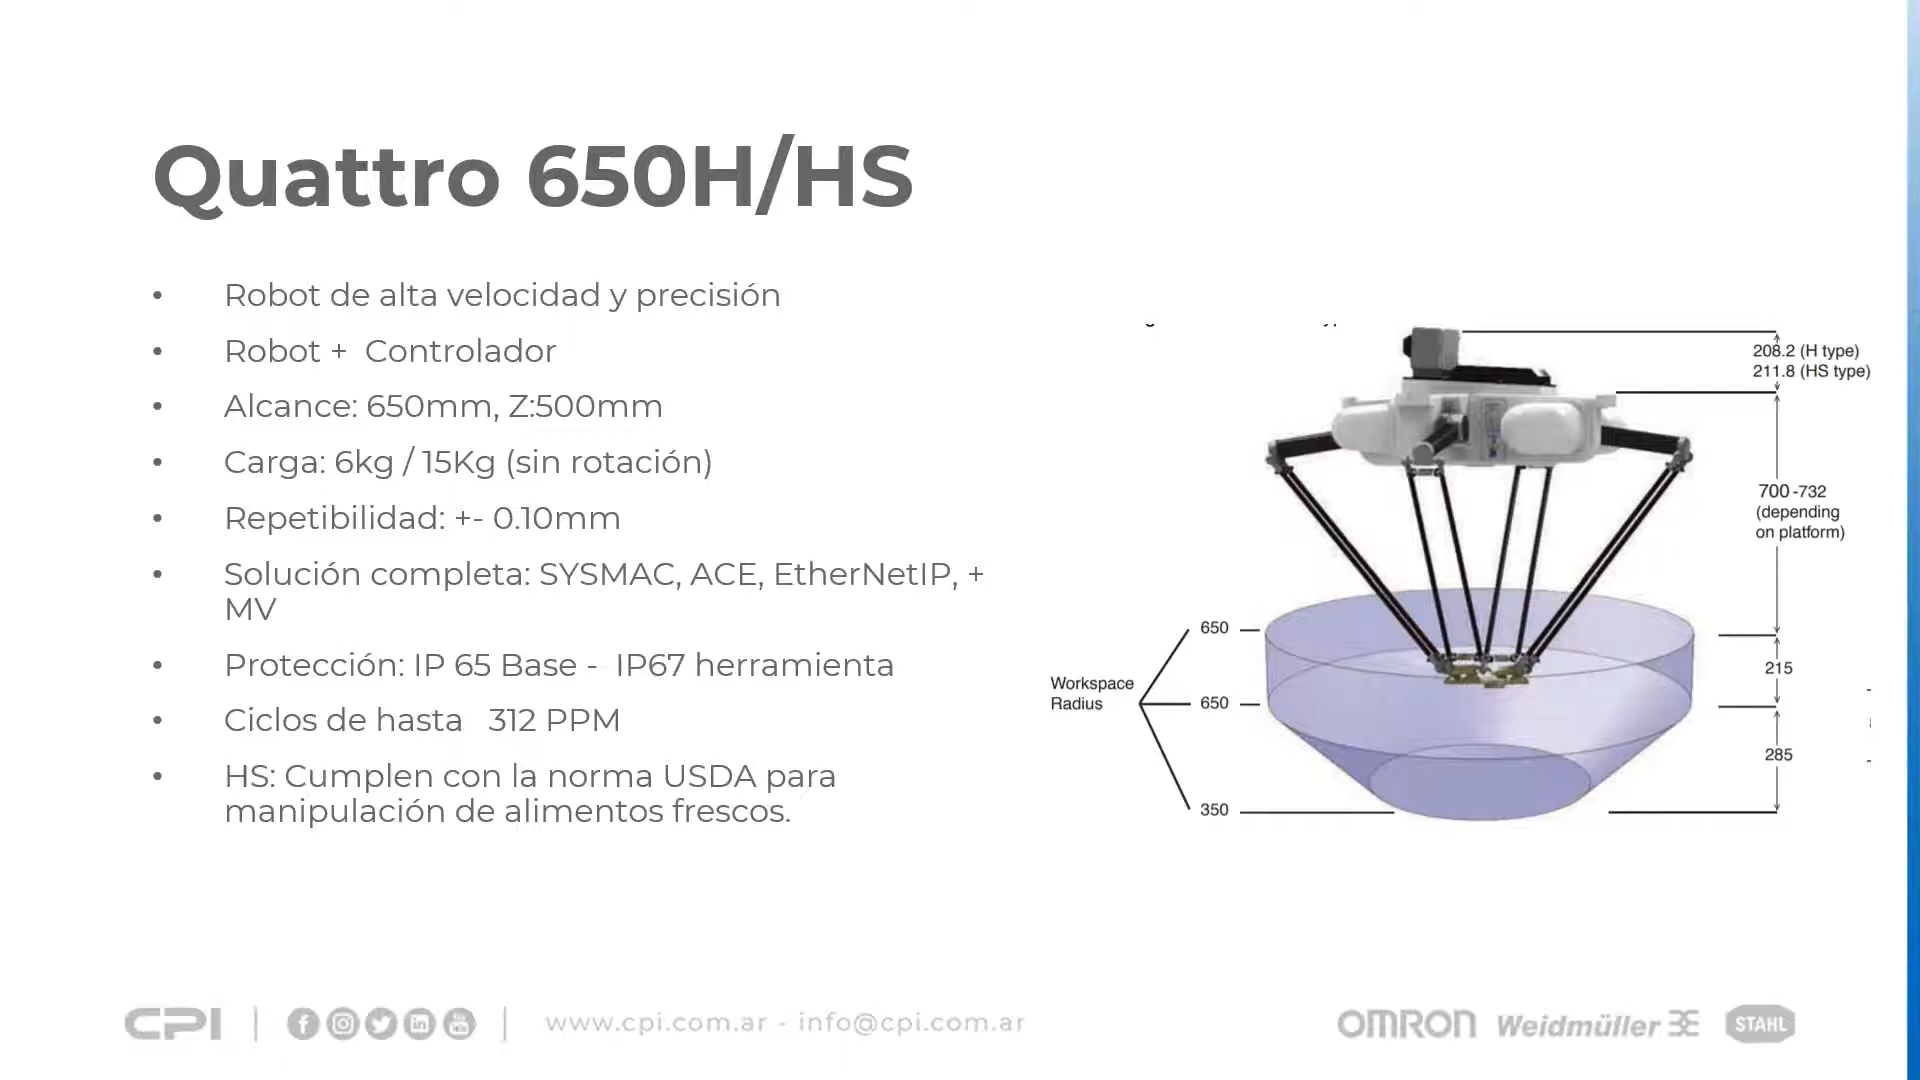 Quattro 650H/HS
• Robot de alta velocidad y precisión
• Robot + Controlador
• Alcance: 650mm, Z:500mm
• Carga: 6kg / 15Kg (sin rotación)
• Repetibilidad: +- 0.10mm
• Solución completa: SYSMAC, ACE, EtherNetIP, +
MV
• Protección: IP 65 Base - IP67 herramienta
• Ciclos de hasta 312 PPM
• HS: Cumplen con la norma USDA para
manipulación de alimentos frescos.
208.2 (H type)
211.8 (HS type)
700-732
(depending
on platform)
650
215
Workspace
Radius
650
285
350
CPI
www.cpi.com.ar - info@cpi.com.ar
OMRON
Weidmüller
STAHL